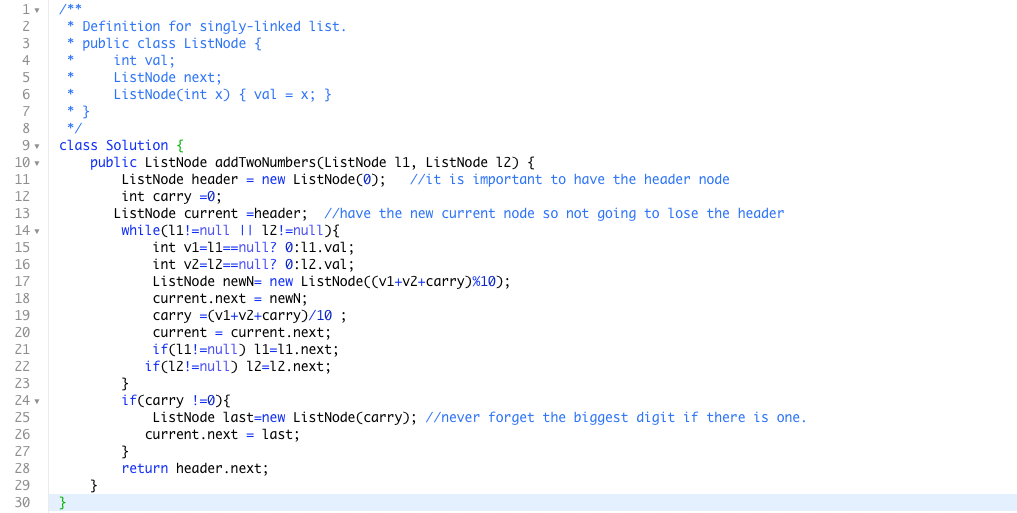 1 /**
2  * Definition for singly-linked list.
3  * public class ListNode {
4  *     int val;
5  *     ListNode next;
6  *     ListNode(int x) { val = x; }
7  * }
8  */
9 class Solution {
10     public ListNode addTwoNumbers(ListNode l1, ListNode l2) {
11         ListNode header = new ListNode(0);   //it is important to have the header node
12         int carry =0;
13        ListNode current =header;  //have the new current node so not going to lose the header
14         while(l1!=null || l2!=null){
15             int v1=l1==null? 0:l1.val;
16             int v2=l2==null? 0:l2.val;
17             ListNode newN= new ListNode((v1+v2+carry)%10);
18             current.next = newN;
19             carry =(v1+v2+carry)/10 ;
20             current = current.next;
21             if(l1!=null) l1=l1.next;
22            if(l2!=null) l2=l2.next;
23         }
24         if(carry !=0){
25             ListNode last=new ListNode(carry); //never forget the biggest digit if there is one.
26            current.next = last;
27         }
28         return header.next;
29     }
30 }